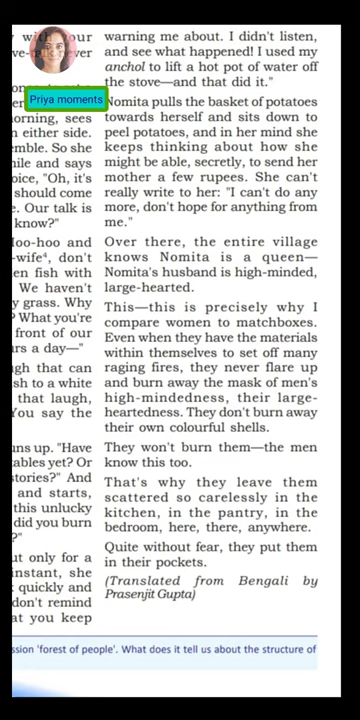 with your
ve-talk never
Priya moments
orning, sees
n either side.
emble. So she
nile and says
oice, "Oh, it's
should come
e. Our talk is
know?"
Hoo-hoo and
-wife⁴, don't
en fish with
We haven't
y grass. Why
? What you're
front of our
urs a day—"
gh that can
sh to a white
that laugh,
You say the
uns up. "Have
tables yet? Or
stories?" And
and starts,
this unlucky
did you burn
?"
ut only for a
instant, she
quickly and
don't remind
at you keep
warning me about. I didn't listen,
and see what happened! I used my
anchol to lift a hot pot of water off
the stove—and that did it."
Nomita pulls the basket of potatoes
towards herself and sits down to
peel potatoes, and in her mind she
keeps thinking about how she
might be able, secretly, to send her
mother a few rupees. She can't
really write to her: "I can't do any
more, don't hope for anything from
me."
Over there, the entire village
knows Nomita is a queen—
Nomita's husband is high-minded,
large-hearted.
This—this is precisely why I
compare women to matchboxes.
Even when they have the materials
within themselves to set off many
raging fires, they never flare up
and burn away the mask of men's
high-mindedness, their large-
heartedness. They don't burn away
their own colourful shells.
They won't burn them—the men
know this too.
That's why they leave them
scattered so carelessly in the
kitchen, in the pantry, in the
bedroom, here, there, anywhere.
Quite without fear, they put them
in their pockets.
(Translated from Bengali by
Prasenjit Gupta)
ssion 'forest of people'. What does it tell us about the structure of